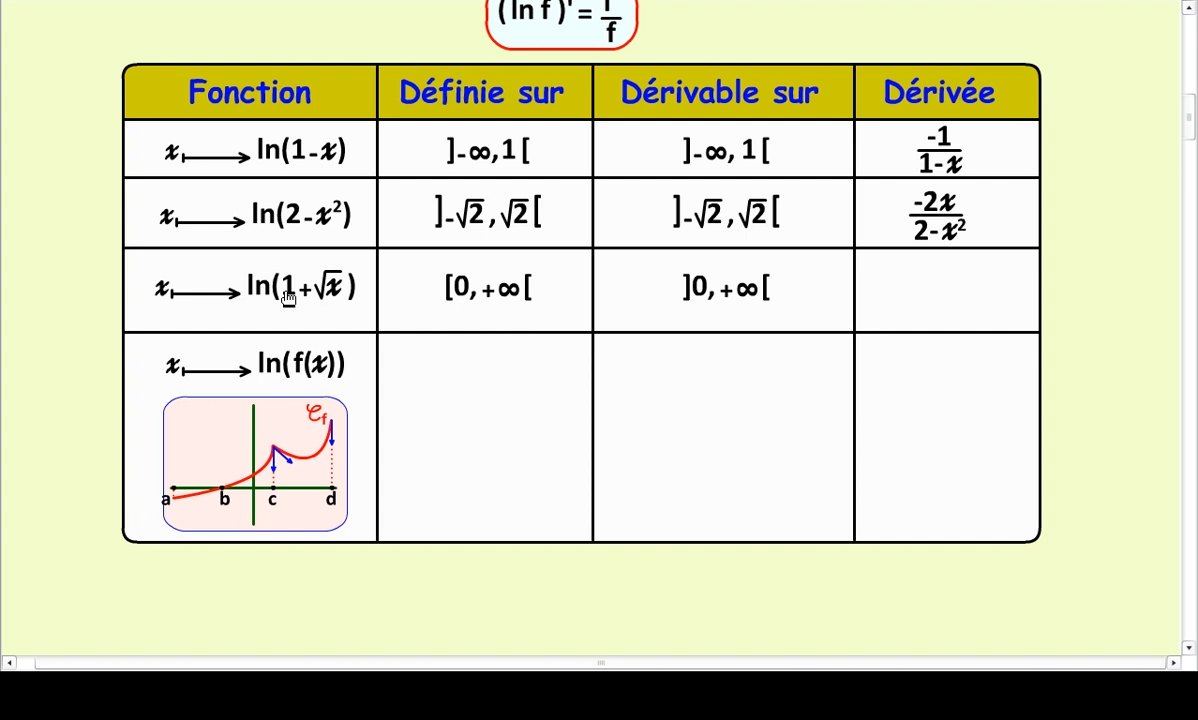 (ln f)' = f'/f
Fonction Définie sur Dérivable sur Dérivée
x ⟼ ln(1-x) ]-∞,1[ ]-∞,1[ -1/(1-x)
x ⟼ ln(2-x²) ]-√2,√2[ ]-√2,√2[ -2x/(2-x²)
x ⟼ ln(1+√x) [0,+∞[ ]0,+∞[
x ⟼ ln(f(x))
𝒞f
a b c d